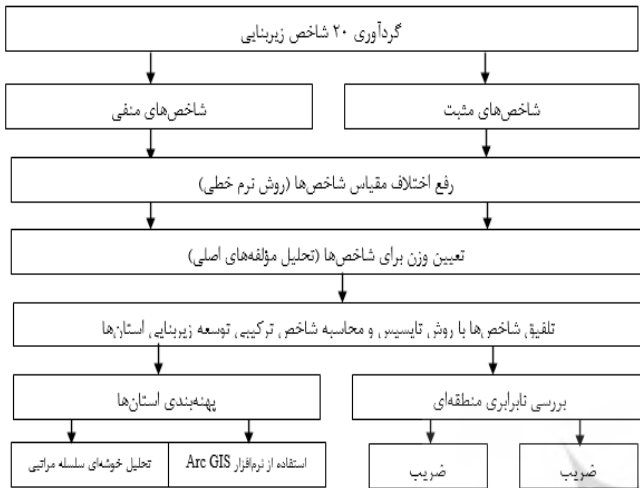 گردآوری ۲۰ شاخص زیربنایی
شاخص‌های مثبت
شاخص‌های منفی
رفع اختلاف مقیاس شاخص‌ها (روش نرم خطی)
تعیین وزن برای شاخص‌ها (تحلیل مؤلفه‌های اصلی)
تلفیق شاخص‌ها با روش تاپسیس و محاسبه شاخص ترکیبی توسعه زیربنایی استان‌ها
بررسی نابرابری منطقه‌ای
پهنه‌بندی استان‌ها
ضریب
ضریب
استفاده از نرم‌افزار Arc GIS
تحلیل خوشه‌ای سلسله مراتبی